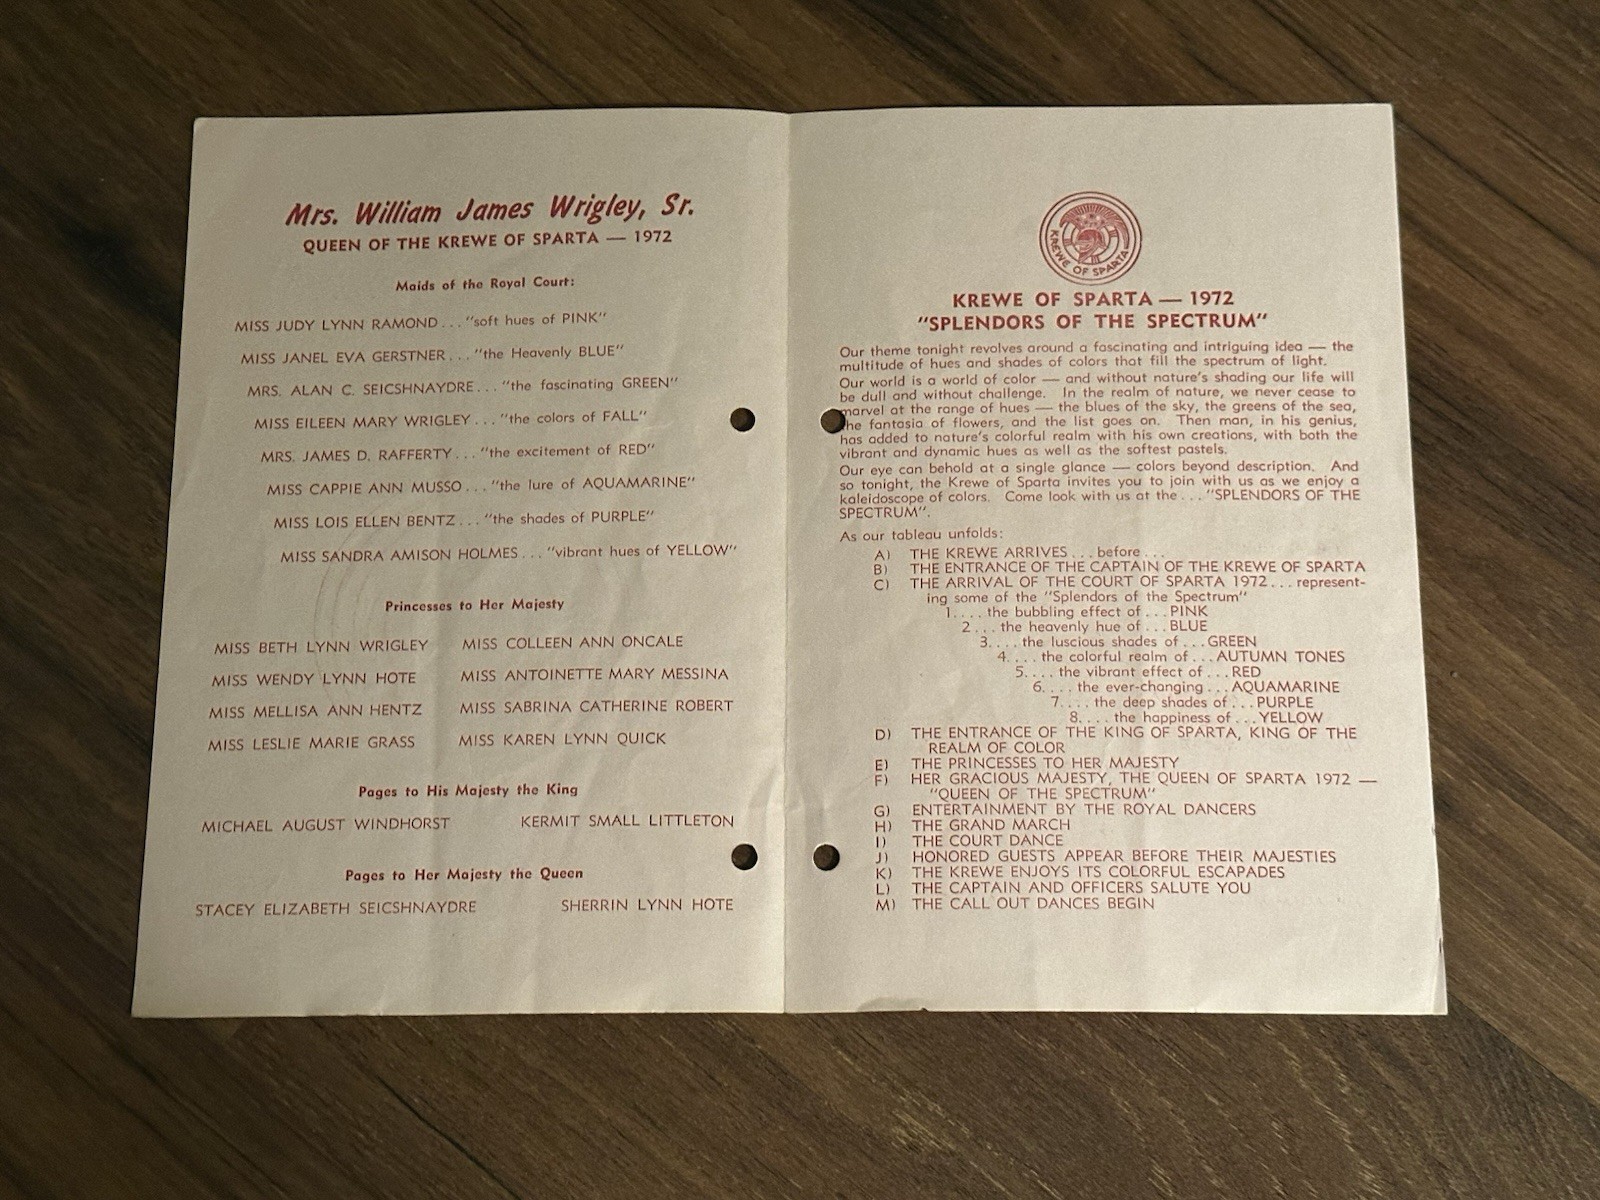 Mrs. William James Wrigley, Sr.
QUEEN OF THE KREWE OF SPARTA — 1972
Maids of the Royal Court:
MISS JUDY LYNN RAMOND... "soft hues of PINK"
MISS JANEL EVA GERSTNER... "the Heavenly BLUE"
MRS. ALAN C. SEICSHNAYDRE... "the fascinating GREEN"
MISS EILEEN MARY WRIGLEY... "the colors of FALL"
MRS. JAMES D. RAFFERTY... "the excitement of RED"
MISS CAPPIE ANN MUSSO... "the lure of AQUAMARINE"
MISS LOIS ELLEN BENTZ... "the shades of PURPLE"
MISS SANDRA AMISON HOLMES... "vibrant hues of YELLOW"
Princesses to Her Majesty
MISS BETH LYNN WRIGLEY MISS COLLEEN ANN ONCALE
MISS WENDY LYNN HOTE MISS ANTOINETTE MARY MESSINA
MISS MELLISA ANN HENTZ MISS SABRINA CATHERINE ROBERT
MISS LESLIE MARIE GRASS MISS KAREN LYNN QUICK
Pages to His Majesty the King
MICHAEL AUGUST WINDHORST KERMIT SMALL LITTLETON
Pages to Her Majesty the Queen
STACEY ELIZABETH SEICSHNAYDRE SHERRIN LYNN HOTE
KREWE OF SPARTA
KREWE OF SPARTA — 1972
"SPLENDORS OF THE SPECTRUM"
Our theme tonight revolves around a fascinating and intriguing idea — the
multitude of hues and shades of colors that fill the spectrum of light.
Our world is a world of color — and without nature's shading our life will
be dull and without challenge. In the realm of nature, we never cease to
marvel at the range of hues — the blues of the sky, the greens of the sea,
the fantasia of flowers, and the list goes on. Then man, in his genius,
has added to nature's colorful realm with his own creations, with both the
vibrant and dynamic hues as well as the softest pastels.
Our eye can behold at a single glance — colors beyond description. And
so tonight, the Krewe of Sparta invites you to join with us as we enjoy a
kaleidoscope of colors. Come look with us at the... "SPLENDORS OF THE
SPECTRUM".
As our tableau unfolds:
A) THE KREWE ARRIVES... before...
B) THE ENTRANCE OF THE CAPTAIN OF THE KREWE OF SPARTA
C) THE ARRIVAL OF THE COURT OF SPARTA 1972... represent-
ing some of the "Splendors of the Spectrum"
1.... the bubbling effect of... PINK
2... the heavenly hue of... BLUE
3.... the luscious shades of... GREEN
4.... the colorful realm of... AUTUMN TONES
5.... the vibrant effect of... RED
6.... the ever-changing... AQUAMARINE
7.... the deep shades of... PURPLE
8.... the happiness of... YELLOW
D) THE ENTRANCE OF THE KING OF SPARTA, KING OF THE
REALM OF COLOR
E) THE PRINCESSES TO HER MAJESTY
F) HER GRACIOUS MAJESTY, THE QUEEN OF SPARTA 1972 —
"QUEEN OF THE SPECTRUM"
G) ENTERTAINMENT BY THE ROYAL DANCERS
H) THE GRAND MARCH
I) THE COURT DANCE
J) HONORED GUESTS APPEAR BEFORE THEIR MAJESTIES
K) THE KREWE ENJOYS ITS COLORFUL ESCAPADES
L) THE CAPTAIN AND OFFICERS SALUTE YOU
M) THE CALL OUT DANCES BEGIN